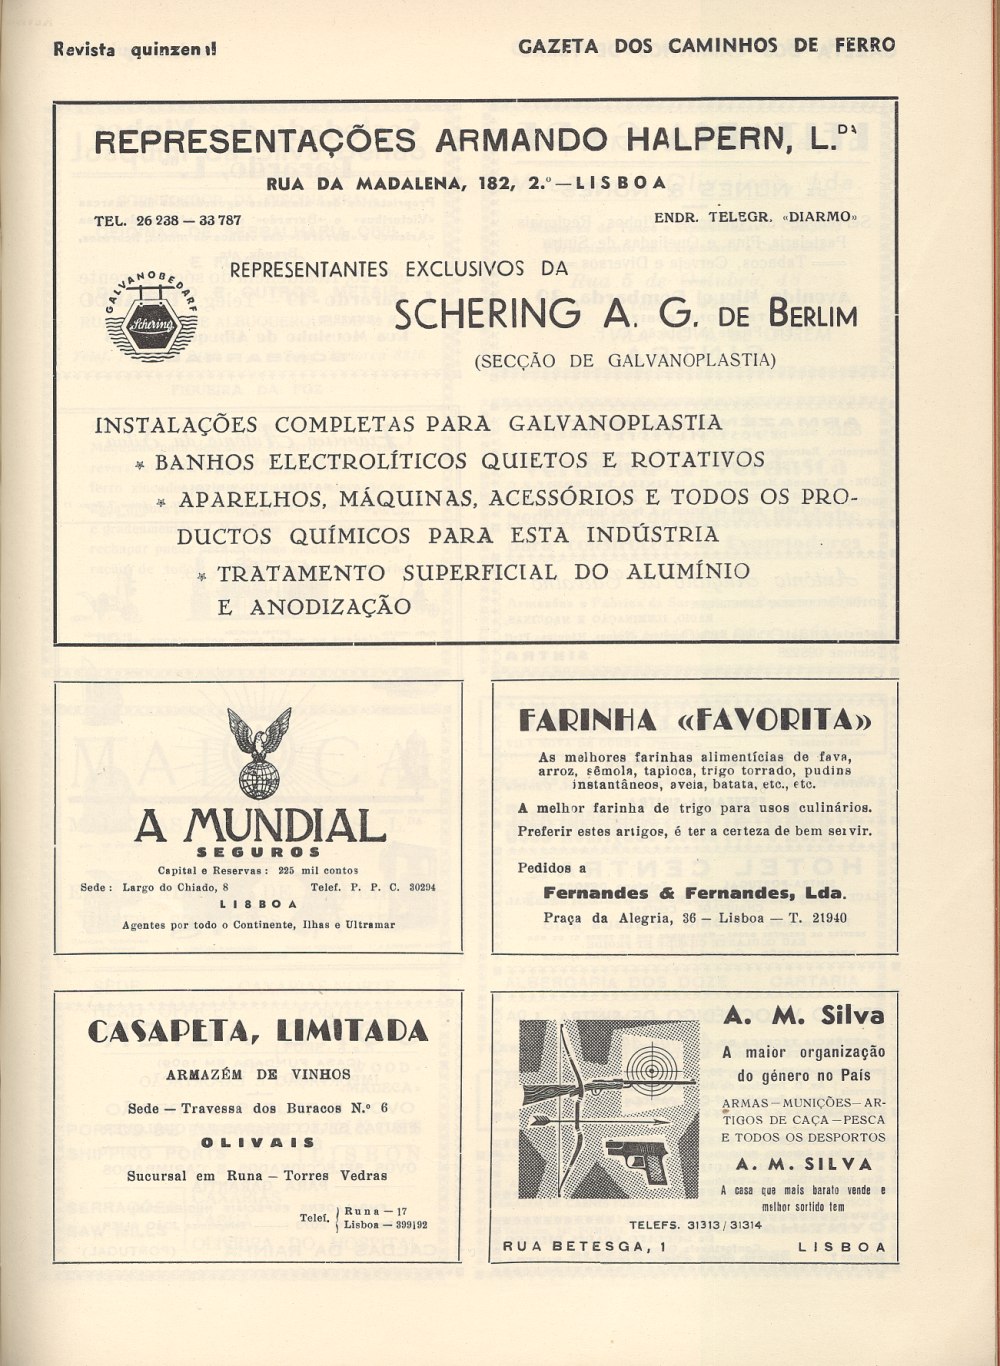 Revista quinzenal
GAZETA DOS CAMINHOS DE FERRO
REPRESENTAÇÕES ARMANDO HALPERN, L.DA
RUA DA MADALENA, 182, 2.º — LISBOA
TEL. 26 238 — 33 787
ENDR. TELEGR. «DIARMO»
REPRESENTANTES EXCLUSIVOS DA
GALVANOBEDARF
Schering
SCHERING A. G. DE BERLIM
(SECÇÃO DE GALVANOPLASTIA)
INSTALAÇÕES COMPLETAS PARA GALVANOPLASTIA
* BANHOS ELECTROLÍTICOS QUIETOS E ROTATIVOS
* APARELHOS, MÁQUINAS, ACESSÓRIOS E TODOS OS PRO-
DUCTOS QUÍMICOS PARA ESTA INDÚSTRIA
* TRATAMENTO SUPERFICIAL DO ALUMÍNIO
E ANODIZAÇÃO
A MUNDIAL
SEGUROS
Capital e Reservas: 225 mil contos
Sede: Largo do Chiado, 8 Telef. P. P. C. 30294
LISBOA
Agentes por todo o Continente, Ilhas e Ultramar
FARINHA «FAVORITA»
As melhores farinhas alimentícias de fava,
arroz, sêmola, tapioca, trigo torrado, pudins
instantâneos, aveia, batata, etc., etc.
A melhor farinha de trigo para usos culinários.
Preferir estes artigos, é ter a certeza de bem servir.
Pedidos a
Fernandes & Fernandes, Lda.
Praça da Alegria, 36 — Lisboa — T. 21940
CASAPETA, LIMITADA
ARMAZÉM DE VINHOS
Sede — Travessa dos Buracos N.º 6
OLIVAIS
Sucursal em Runa — Torres Vedras
Telef. { Runa — 17
Lisboa — 399192
A. M. Silva
A maior organização
do género no País
ARMAS — MUNIÇÕES — AR-
TIGOS DE CAÇA — PESCA
E TODOS OS DESPORTOS
A. M. SILVA
A casa que mais barato vende e
melhor sortido tem
TELEFS. 31313/31314
RUA BETESGA, 1 LISBOA